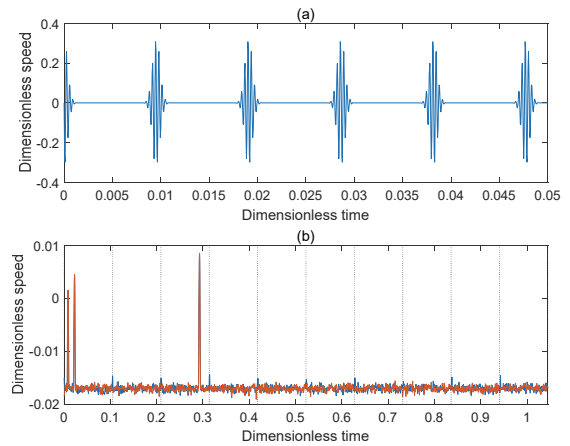 (a)
0.4
0.2
0
-0.2
-0.4
Dimensionless speed
0 0.005 0.01 0.015 0.02 0.025 0.03 0.035 0.04 0.045 0.05
Dimensionless time
(b)
0.01
0
-0.01
-0.02
Dimensionless speed
0 0.1 0.2 0.3 0.4 0.5 0.6 0.7 0.8 0.9 1
Dimensionless time